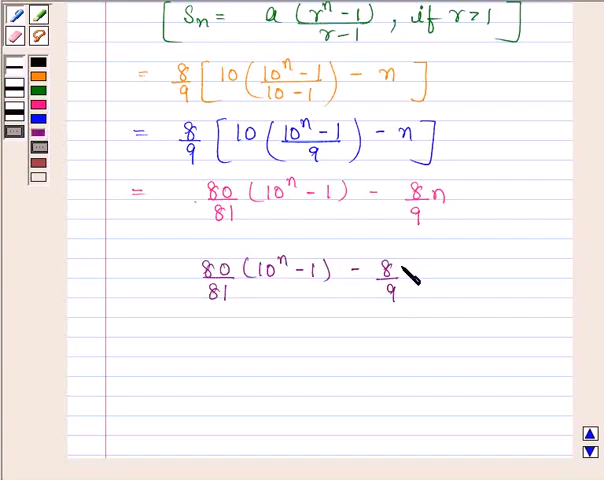 [ Sn = a (r^n - 1) / r - 1 , if r > 1 ]
= 8/9 [ 10 ( 10^n - 1 / 10 - 1 ) - n ]
= 8/9 [ 10 ( 10^n - 1 / 9 ) - n ]
= 80/81 (10^n - 1) - 8/9 n
80/81 (10^n - 1) - 8/9